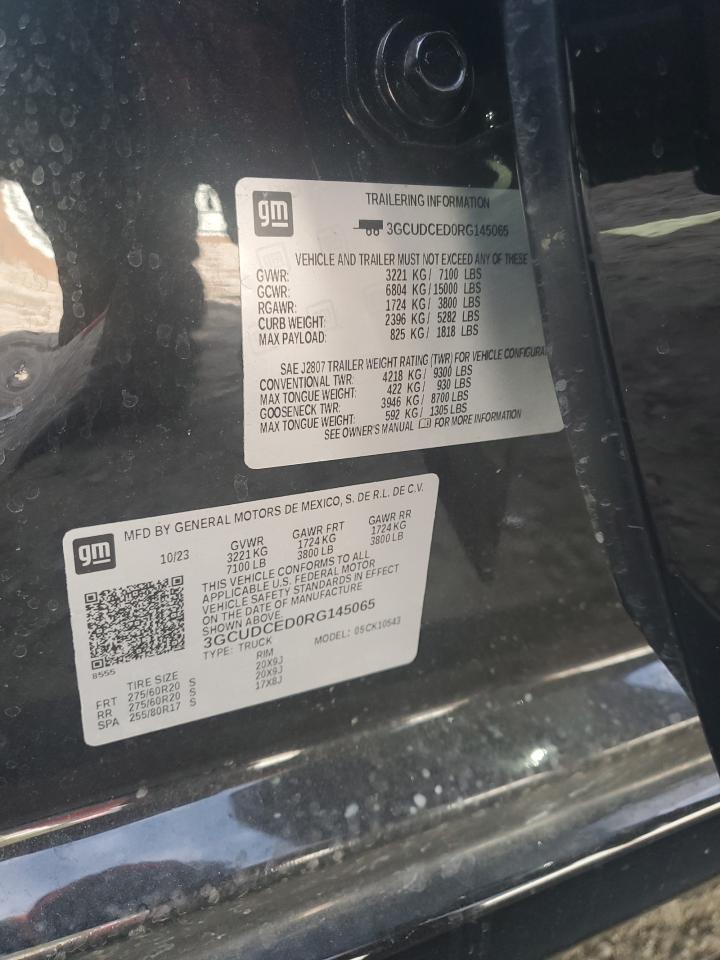 gm
TRAILERING INFORMATION
3GCUDCED0RG145065
VEHICLE AND TRAILER MUST NOT EXCEED ANY OF THESE
GVWR: 3221 KG/ 7100 LBS
GCWR: 6804 KG/15000 LBS
RGAWR: 1724 KG/ 3800 LBS
CURB WEIGHT: 2396 KG/ 5282 LBS
MAX PAYLOAD: 825 KG/ 1818 LBS
SAE J2807 TRAILER WEIGHT RATING (TWR) FOR VEHICLE CONFIGURA
CONVENTIONAL TWR: 4218 KG/ 9300 LBS
MAX TONGUE WEIGHT: 422 KG/ 930 LBS
GOOSENECK TWR: 3946 KG/ 8700 LBS
MAX TONGUE WEIGHT: 592 KG/ 1305 LBS
SEE OWNER'S MANUAL FOR MORE INFORMATION
gm
MFD BY GENERAL MOTORS DE MEXICO, S. DE R.L. DE C.V.
10/23 GVWR GAWR FRT GAWR RR
3221 KG 1724 KG 1724 KG
7100 LB 3800 LB 3800 LB
THIS VEHICLE CONFORMS TO ALL
APPLICABLE U.S. FEDERAL MOTOR
VEHICLE SAFETY STANDARDS IN EFFECT
ON THE DATE OF MANUFACTURE
SHOWN ABOVE.
3GCUDCED0RG145065
TYPE: TRUCK MODEL: 05CK10543
8555
TIRE SIZE RIM
FRT 275/60R20 S 20X9J
RR 275/60R20 S 20X9J
SPA 255/80R17 S 17X8J